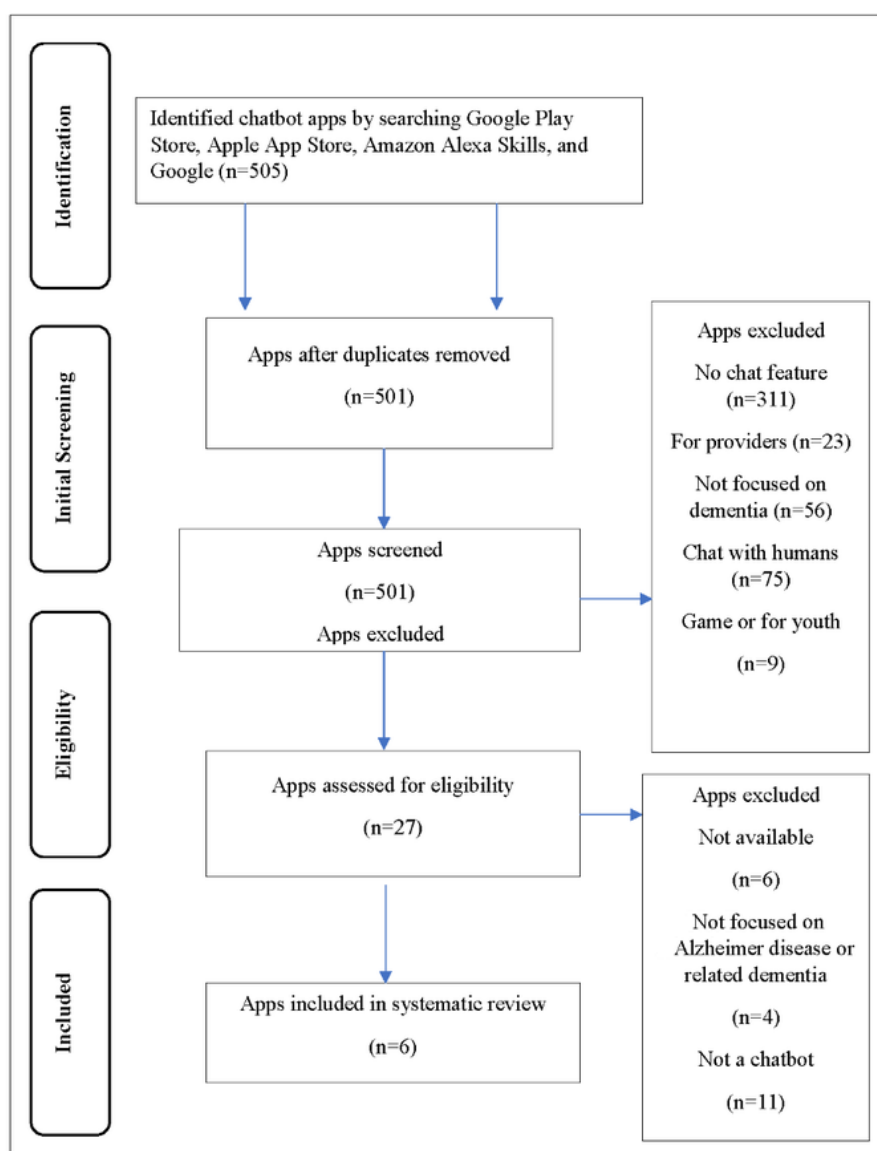 Identification
Identified chatbot apps by searching Google Play
Store, Apple App Store, Amazon Alexa Skills, and
Google (n=505)
Initial Screening
Apps after duplicates removed
(n=501)
Apps screened
(n=501)
Apps excluded
Apps excluded
No chat feature
(n=311)
For providers (n=23)
Not focused on
dementia (n=56)
Chat with humans
(n=75)
Game or for youth
(n=9)
Eligibility
Apps assessed for eligibility
(n=27)
Apps excluded
Not available
(n=6)
Not focused on
Alzheimer disease or
related dementia
(n=4)
Not a chatbot
(n=11)
Included
Apps included in systematic review
(n=6)